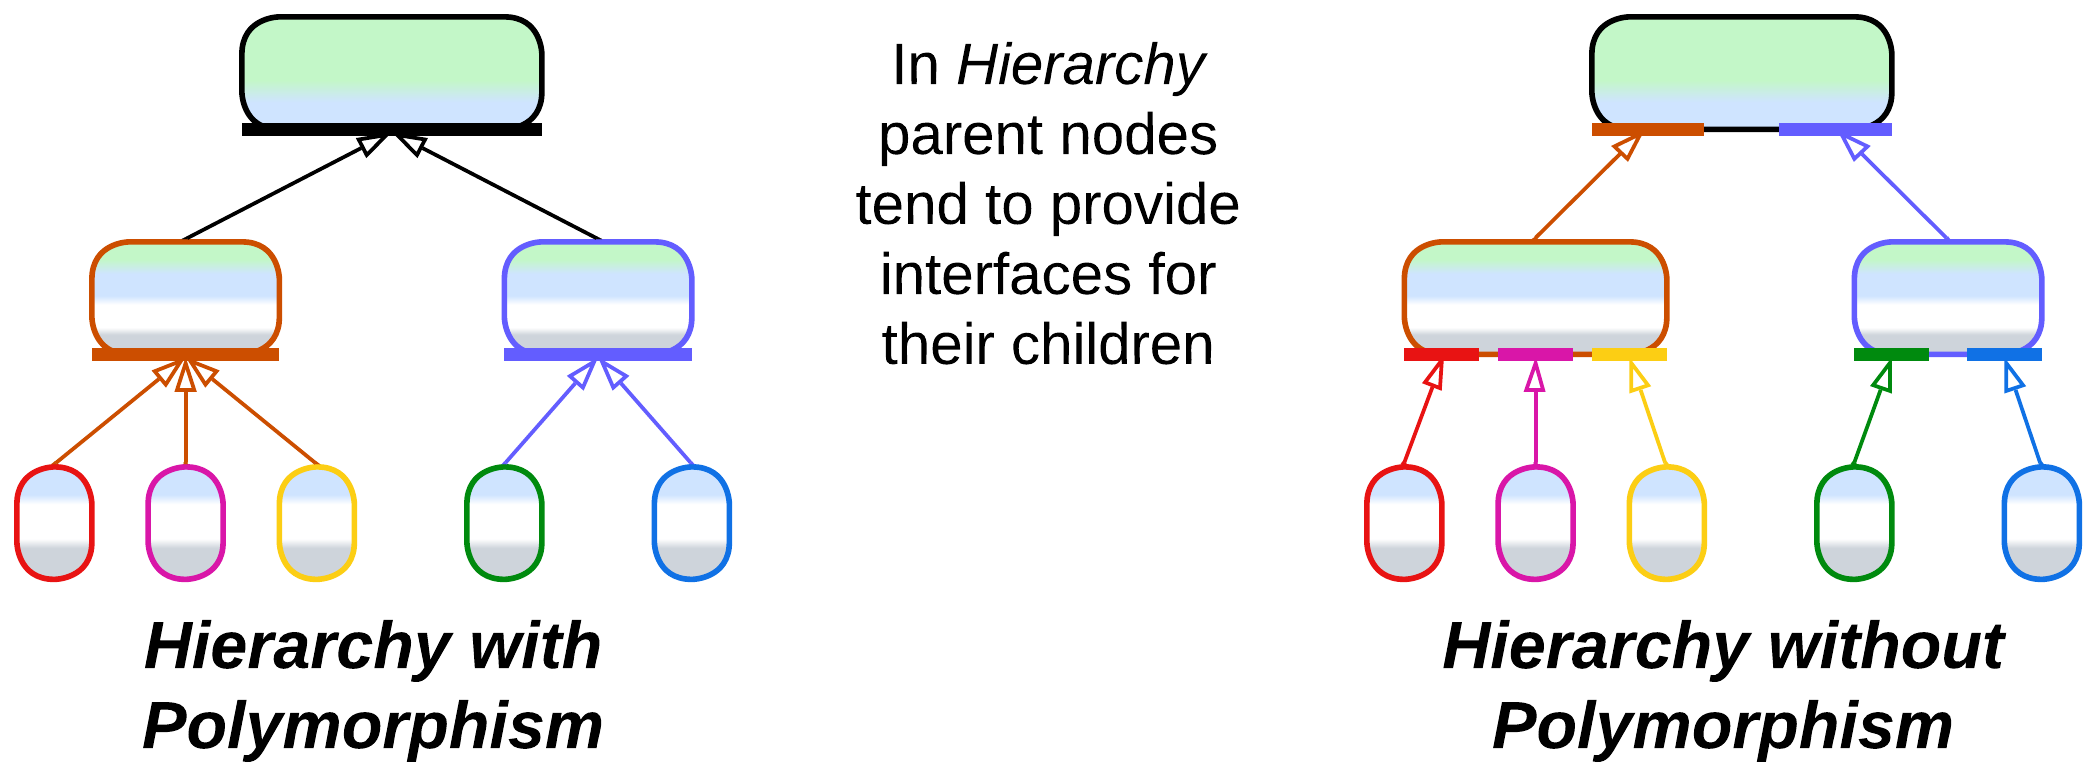 In Hierarchy
parent nodes
tend to provide
interfaces for
their children
Hierarchy with
Polymorphism
Hierarchy without
Polymorphism